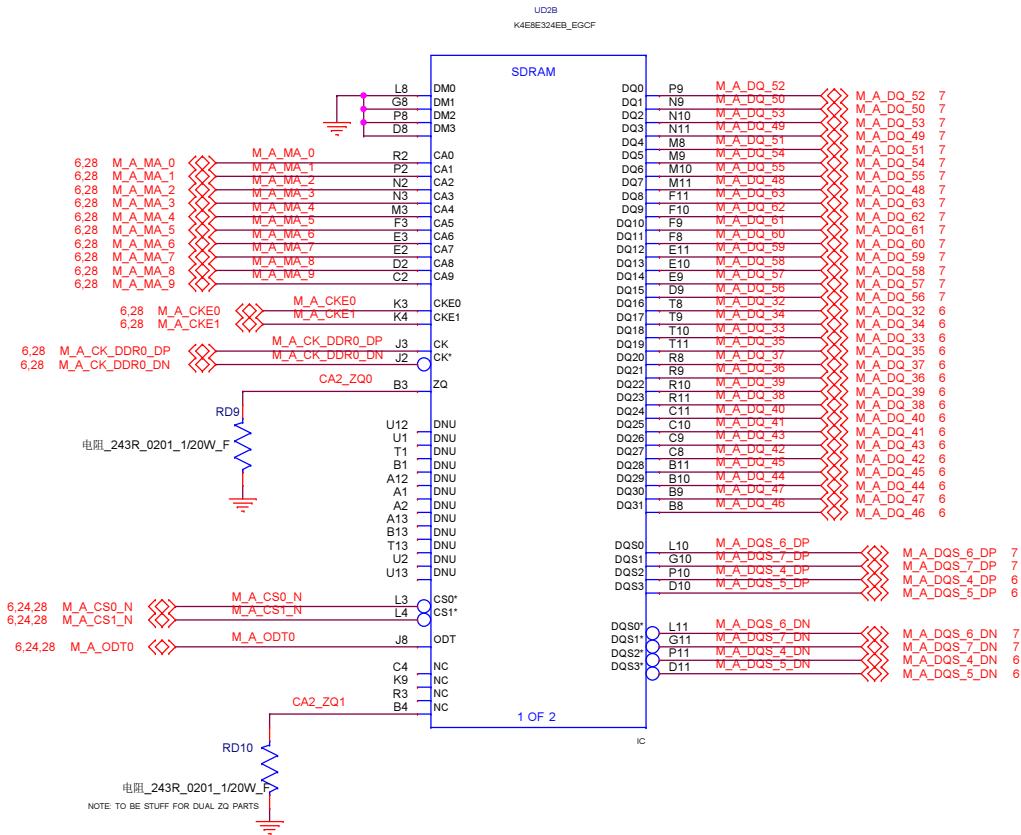 UD2B
K4E8E324EB_EGCF
SDRAM
L8 DM0 DQ0 P9 M_A_DQ_52 M_A_DQ_52 7
G8 DM1 DQ1 N9 M_A_DQ_50 M_A_DQ_50 7
P8 DM2 DQ2 N10 M_A_DQ_53 M_A_DQ_53 7
D8 DM3 DQ3 N11 M_A_DQ_49 M_A_DQ_49 7
DQ4 M8 M_A_DQ_51 M_A_DQ_51 7
6,28 M_A_MA_0 M_A_MA_0 R2 CA0 DQ5 M9 M_A_DQ_54 M_A_DQ_54 7
6,28 M_A_MA_1 M_A_MA_1 P2 CA1 DQ6 M10 M_A_DQ_55 M_A_DQ_55 7
6,28 M_A_MA_2 M_A_MA_2 N2 CA2 DQ7 M11 M_A_DQ_48 M_A_DQ_48 7
6,28 M_A_MA_3 M_A_MA_3 N3 CA3 DQ8 F11 M_A_DQ_63 M_A_DQ_63 7
6,28 M_A_MA_4 M_A_MA_4 M3 CA4 DQ9 F10 M_A_DQ_62 M_A_DQ_62 7
6,28 M_A_MA_5 M_A_MA_5 F3 CA5 DQ10 F9 M_A_DQ_61 M_A_DQ_61 7
6,28 M_A_MA_6 M_A_MA_6 E3 CA6 DQ11 F8 M_A_DQ_60 M_A_DQ_60 7
6,28 M_A_MA_7 M_A_MA_7 E2 CA7 DQ12 E11 M_A_DQ_59 M_A_DQ_59 7
6,28 M_A_MA_8 M_A_MA_8 D2 CA8 DQ13 E10 M_A_DQ_58 M_A_DQ_58 7
6,28 M_A_MA_9 M_A_MA_9 C2 CA9 DQ14 E9 M_A_DQ_57 M_A_DQ_57 7
DQ15 D9 M_A_DQ_56 M_A_DQ_56 7
6,28 M_A_CKE0 M_A_CKE0 K3 CKE0 DQ16 T8 M_A_DQ_32 M_A_DQ_32 6
6,28 M_A_CKE1 M_A_CKE1 K4 CKE1 DQ17 T9 M_A_DQ_34 M_A_DQ_34 6
DQ18 T10 M_A_DQ_33 M_A_DQ_33 6
6,28 M_A_CK_DDR0_DP M_A_CK_DDR0_DP J3 CK DQ19 T11 M_A_DQ_35 M_A_DQ_35 6
6,28 M_A_CK_DDR0_DN M_A_CK_DDR0_DN J2 CK* DQ20 R8 M_A_DQ_37 M_A_DQ_37 6
DQ21 R9 M_A_DQ_36 M_A_DQ_36 6
CA2_ZQ0 B3 ZQ DQ22 R10 M_A_DQ_39 M_A_DQ_39 6
DQ23 R11 M_A_DQ_38 M_A_DQ_38 6
RD9 DQ24 C11 M_A_DQ_40 M_A_DQ_40 6
U12 DNU DQ25 C10 M_A_DQ_41 M_A_DQ_41 6
电阻_243R_0201_1/20W_F U1 DNU DQ26 C9 M_A_DQ_43 M_A_DQ_43 6
T1 DNU DQ27 C8 M_A_DQ_42 M_A_DQ_42 6
B1 DNU DQ28 B11 M_A_DQ_45 M_A_DQ_45 6
A12 DNU DQ29 B10 M_A_DQ_44 M_A_DQ_44 6
A1 DNU DQ30 B9 M_A_DQ_47 M_A_DQ_47 6
A2 DNU DQ31 B8 M_A_DQ_46 M_A_DQ_46 6
A13 DNU
B13 DNU
T13 DNU DQS0 L10 M_A_DQS_6_DP M_A_DQS_6_DP 7
U2 DNU DQS1 G10 M_A_DQS_7_DP M_A_DQS_7_DP 7
U13 DNU DQS2 P10 M_A_DQS_4_DP M_A_DQS_4_DP 6
DQS3 D10 M_A_DQS_5_DP M_A_DQS_5_DP 6
6,24,28 M_A_CS0_N M_A_CS0_N L3 CS0*
6,24,28 M_A_CS1_N M_A_CS1_N L4 CS1*
DQS0* L11 M_A_DQS_6_DN M_A_DQS_6_DN 7
6,24,28 M_A_ODT0 M_A_ODT0 J8 ODT DQS1* G11 M_A_DQS_7_DN M_A_DQS_7_DN 7
DQS2* P11 M_A_DQS_4_DN M_A_DQS_4_DN 6
C4 NC DQS3* D11 M_A_DQS_5_DN M_A_DQS_5_DN 6
K9 NC
R3 NC
CA2_ZQ1 B4 NC
1 OF 2
IC
RD10
电阻_243R_0201_1/20W_F
NOTE: TO BE STUFF FOR DUAL ZQ PARTS